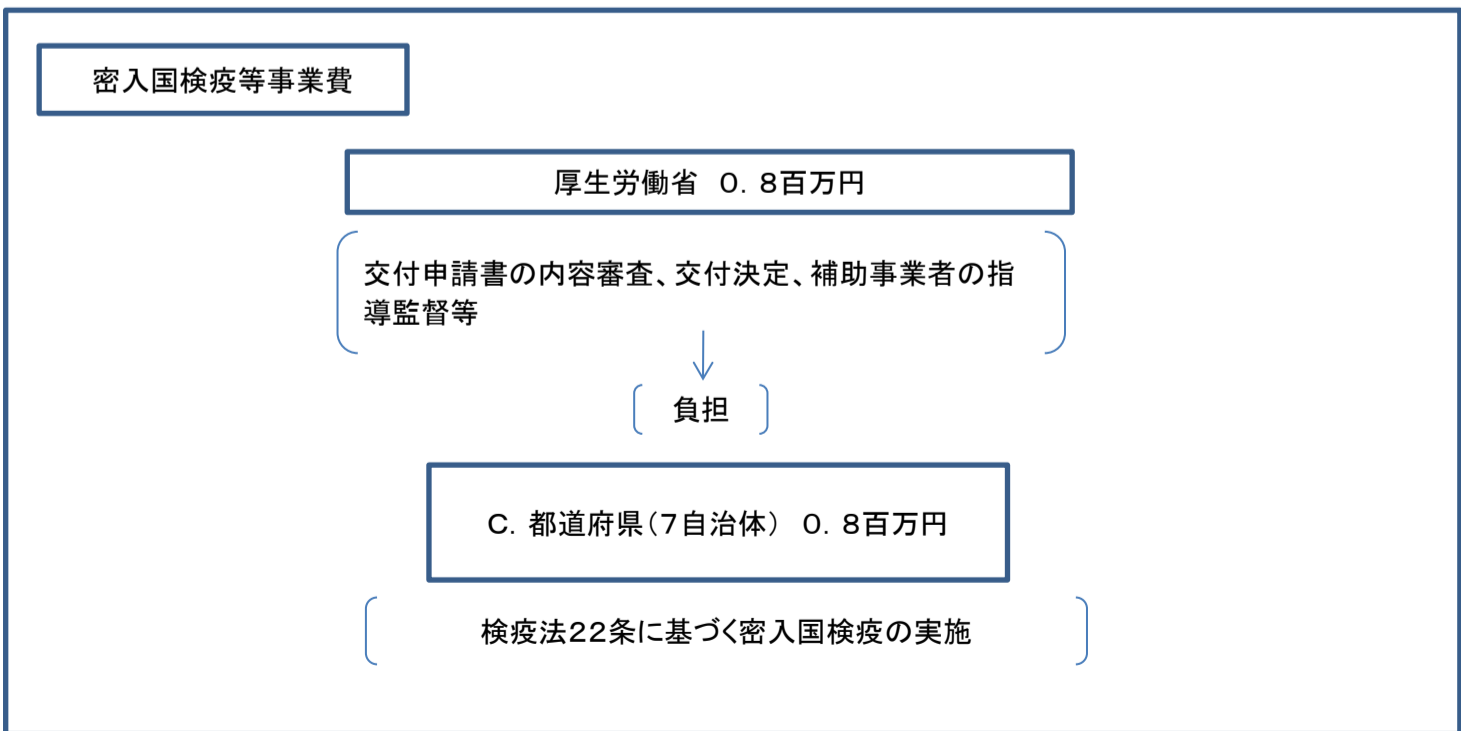 密入国検疫等事業費
厚生労働省　０．８百万円
交付申請書の内容審査、交付決定、補助事業者の指
導監督等
負担
Ｃ．都道府県（７自治体）　０．８百万円
検疫法２２条に基づく密入国検疫の実施